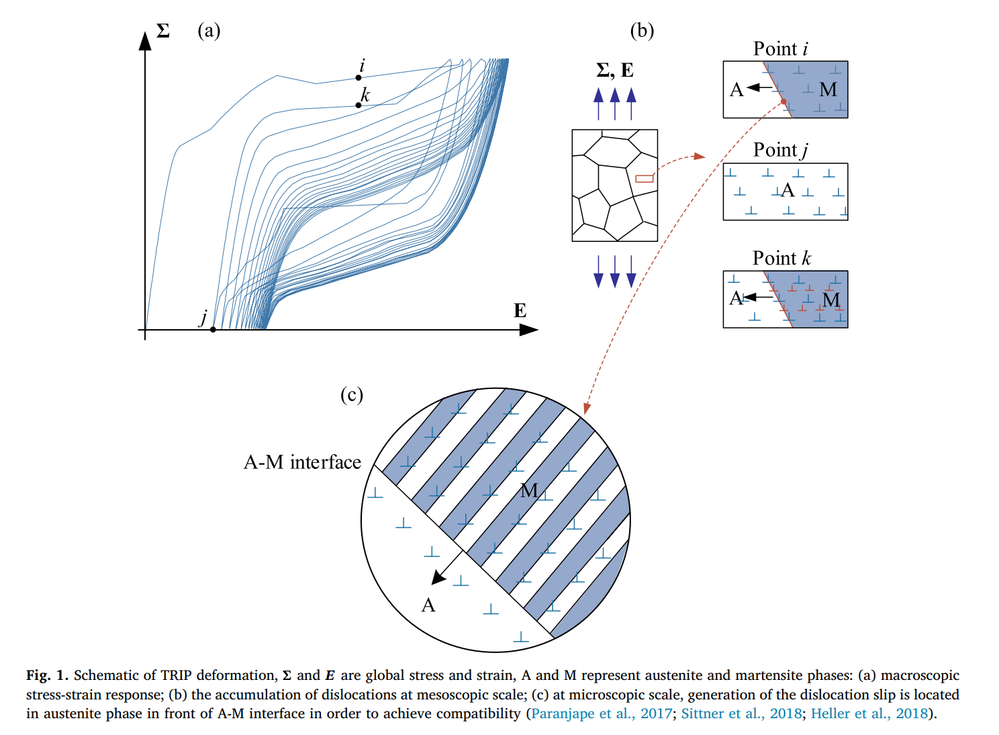 Σ (a)
i
k
j
E
(b)
Σ, E
Point i
A M
Point j
A
Point k
A M
(c)
A-M interface
M
A
Fig. 1. Schematic of TRIP deformation, Σ and E are global stress and strain, A and M represent austenite and martensite phases: (a) macroscopic
stress-strain response; (b) the accumulation of dislocations at mesoscopic scale; (c) at microscopic scale, generation of the dislocation slip is located
in austenite phase in front of A-M interface in order to achieve compatibility (Paranjape et al., 2017; Sittner et al., 2018; Heller et al., 2018).